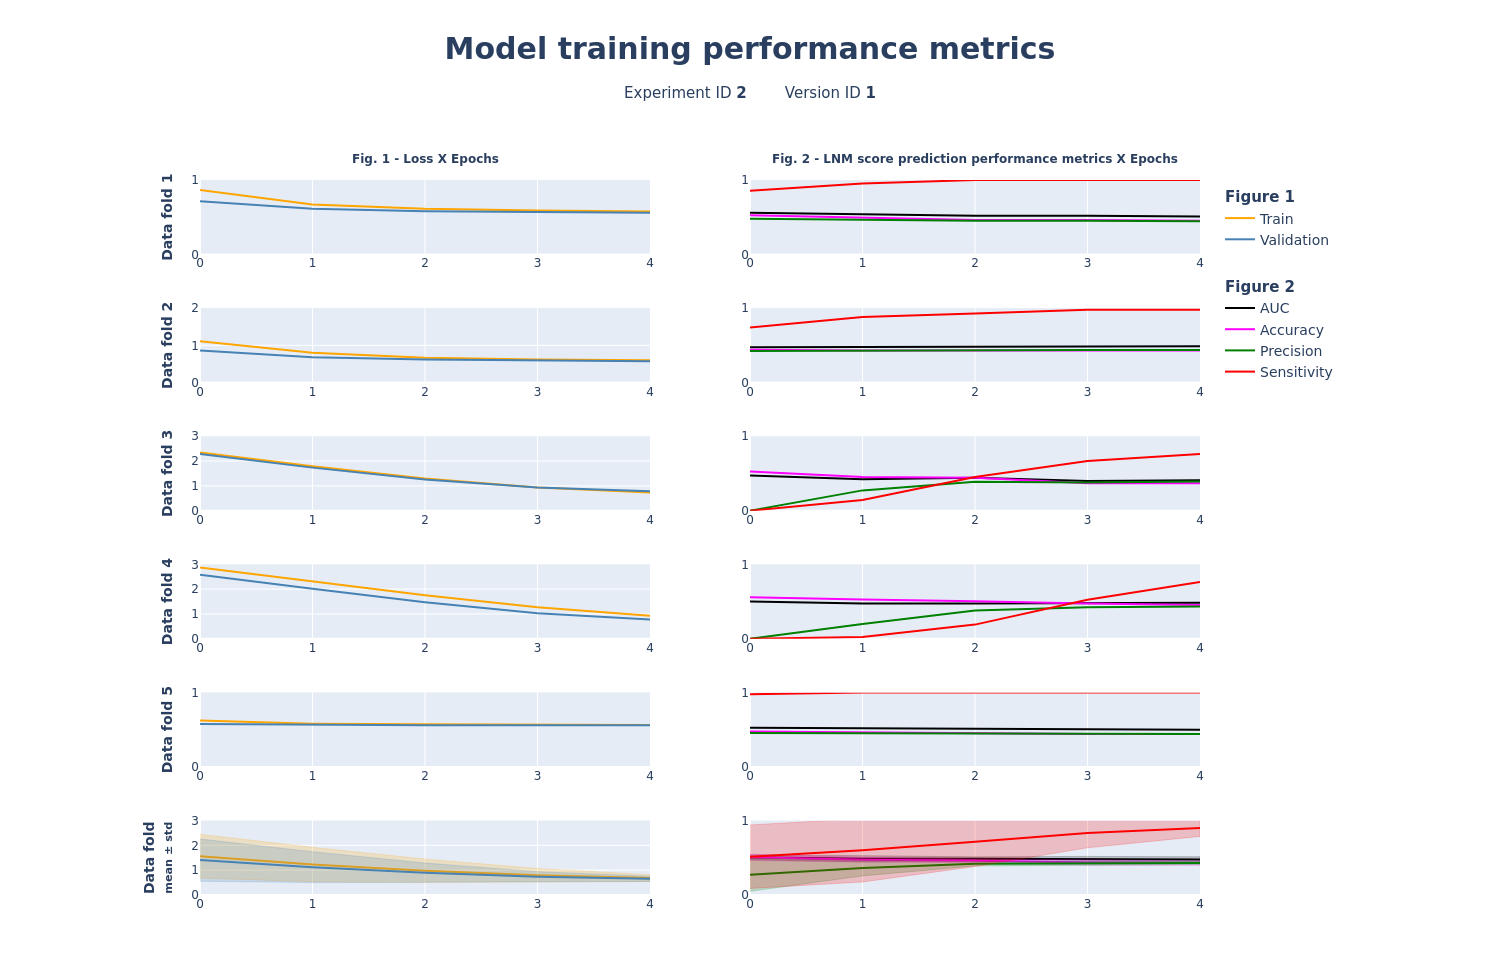 Model training performance metrics
Experiment ID 2 Version ID 1
Fig. 1 - Loss X Epochs
Fig. 2 - LNM score prediction performance metrics X Epochs
Data fold 1
1
0
0 1 2 3 4
1
0
0 1 2 3 4
Figure 1
Train
Validation
Figure 2
AUC
Accuracy
Precision
Sensitivity
Data fold 2
2
1
0
0 1 2 3 4
1
0
0 1 2 3 4
Data fold 3
3
2
1
0
0 1 2 3 4
1
0
0 1 2 3 4
Data fold 4
3
2
1
0
0 1 2 3 4
1
0
0 1 2 3 4
Data fold 5
1
0
0 1 2 3 4
1
0
0 1 2 3 4
Data fold
mean ± std
3
2
1
0
0 1 2 3 4
1
0
0 1 2 3 4